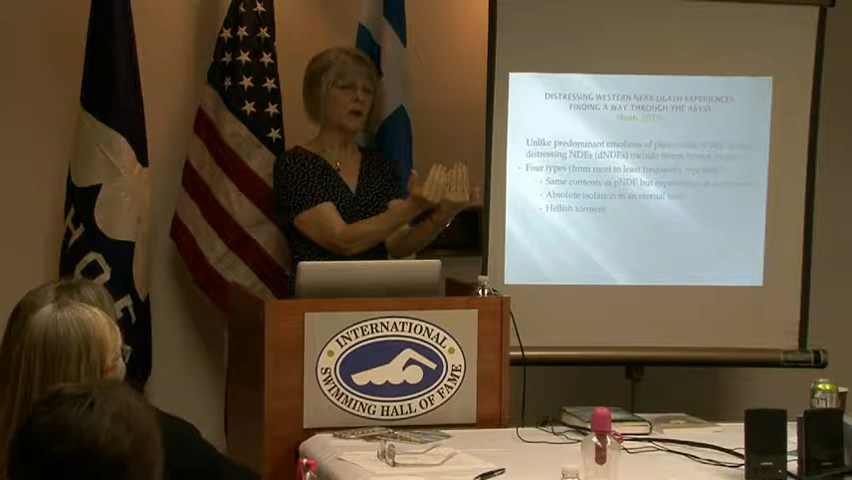 DISTRESSING WESTERN NEAR-DEATH EXPERIENCES
FINDING A WAY THROUGH THE ABYSS
Unlike predominant emotions of
distressing NDEs (dNDEs) include terror,
Four types (from most to least frequently reported)
Same contents as pNDE but experienced
Absolute isolation in an eternal
Hellish torment
INTERNATIONAL
SWIMMING HALL OF FAME